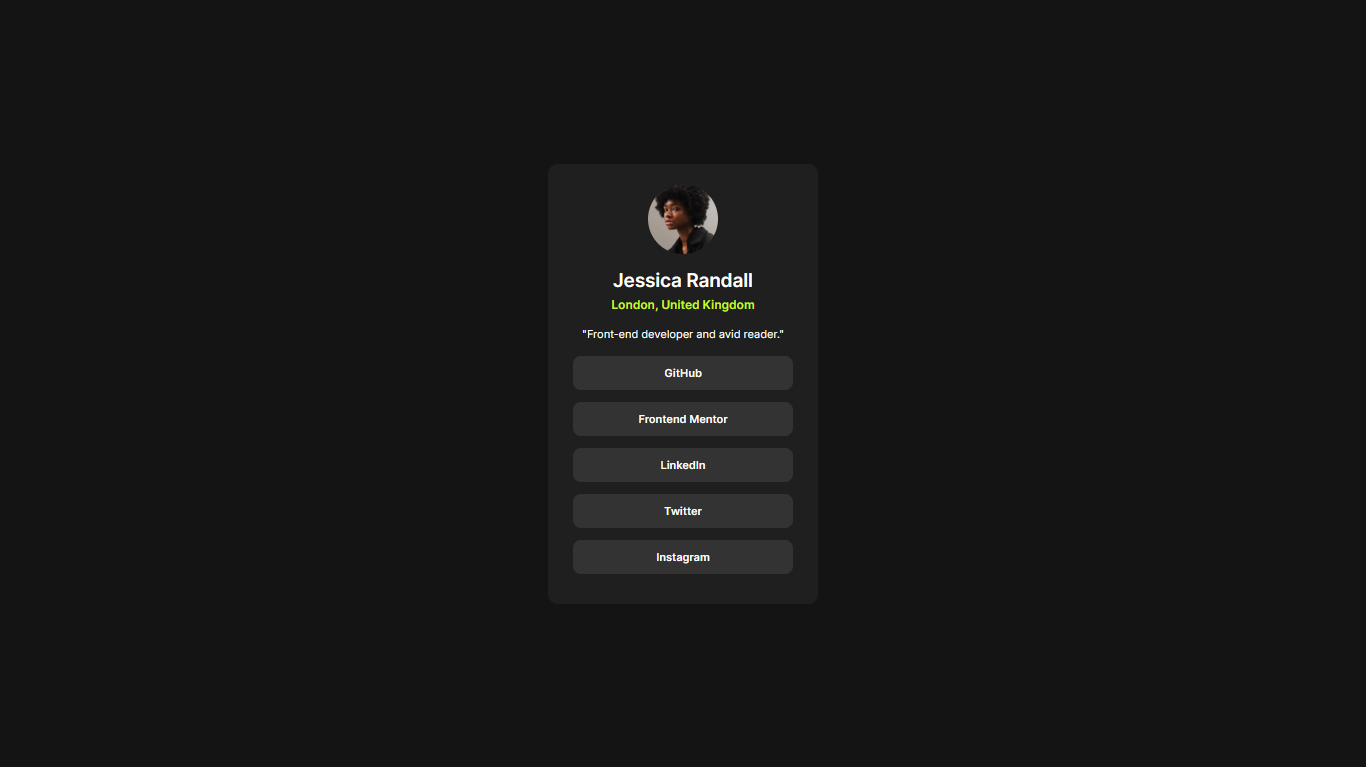 Jessica Randall
London, United Kingdom
"Front-end developer and avid reader."
GitHub
Frontend Mentor
LinkedIn
Twitter
Instagram